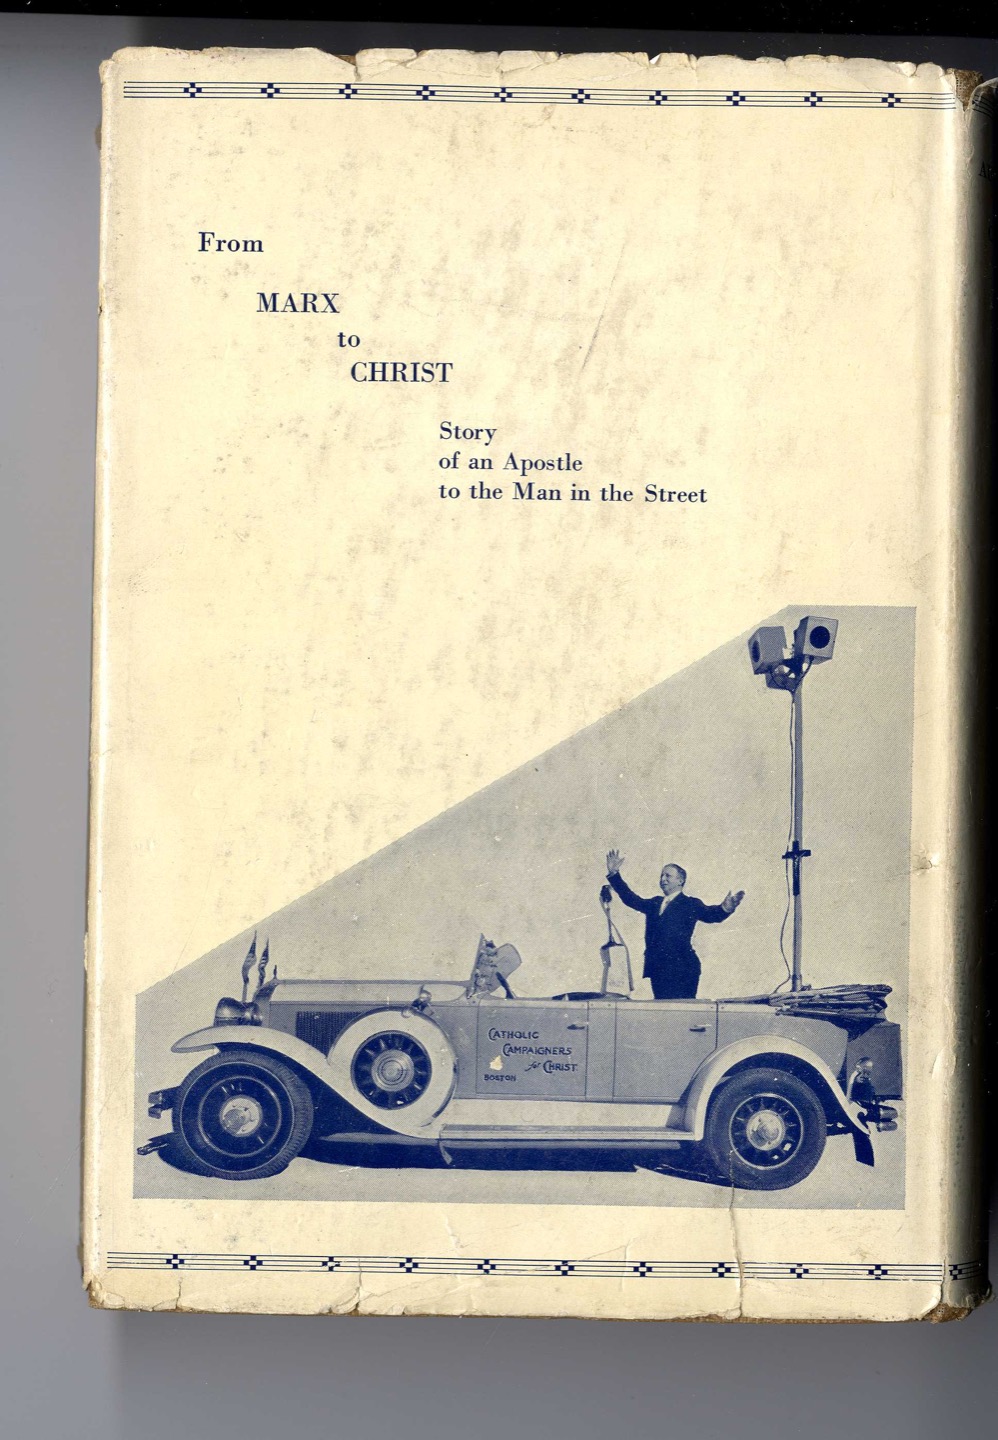 From
MARX
to
CHRIST
Story
of an Apostle
to the Man in the Street
CATHOLIC
CAMPAIGNERS
for CHRIST
BOSTON